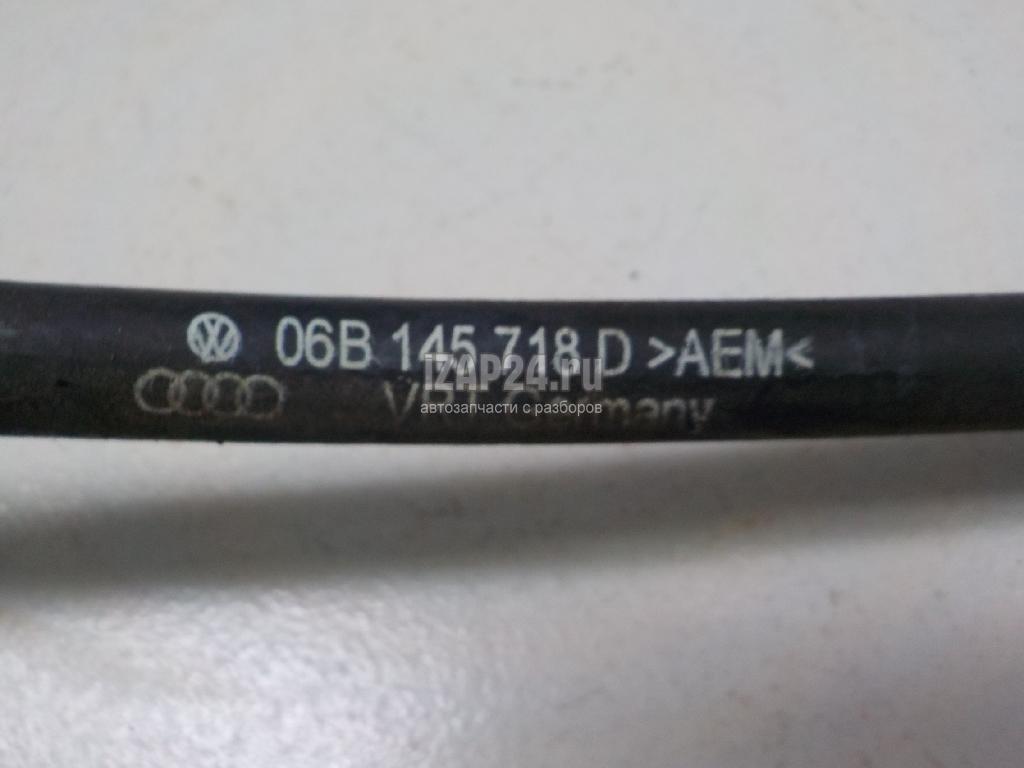 06B 145 718 D >AEM<
IZAP24.ru
автозапчасти с разборов
Germany